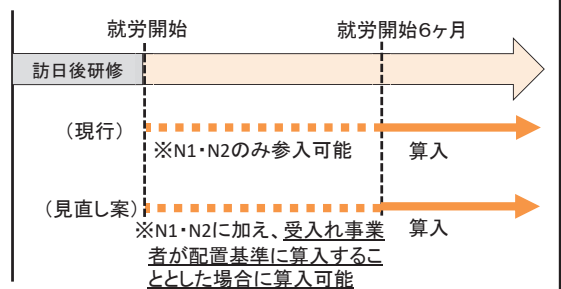 就労開始 就労開始6ヶ月
訪日後研修
（現行）
※N1・N2のみ参入可能 算入
（見直し案）
※N1・N2に加え、受入れ事業 算入
者が配置基準に算入するこ
ととした場合に算入可能